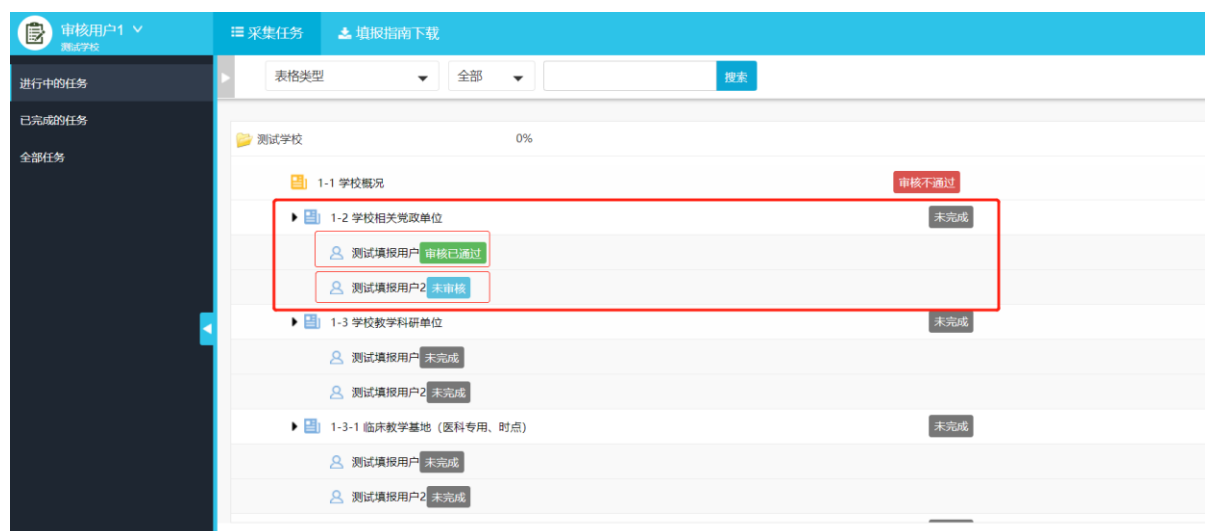 审核用户1
测试学校
采集任务 填报指南下载
进行中的任务
已完成的任务
全部任务
表格类型 全部 搜索
测试学校 0%
1-1 学校概况 审核不通过
1-2 学校相关党政单位 未完成
测试填报用户 审核已通过
测试填报用户2 未审核
1-3 学校教学科研单位 未完成
测试填报用户 未完成
测试填报用户2 未完成
1-3-1 临床教学基地（医科专用、时点） 未完成
测试填报用户 未完成
测试填报用户2 未完成